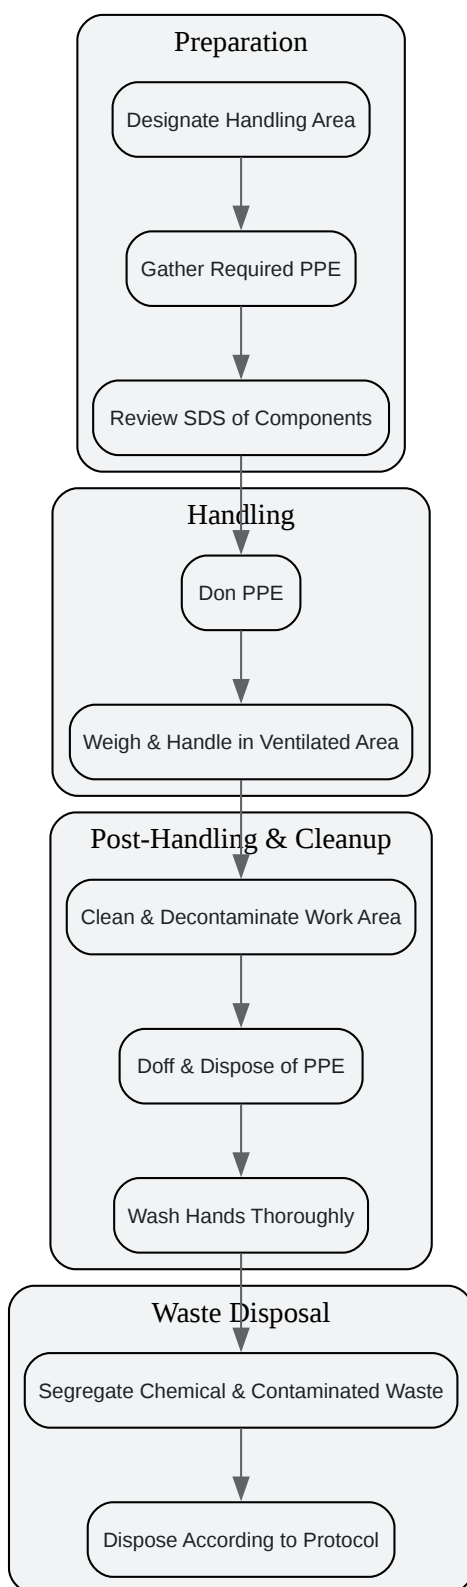 Preparation
Designate Handling Area
Gather Required PPE
Review SDS of Components
Handling
Don PPE
Weigh & Handle in Ventilated Area
Post-Handling & Cleanup
Clean & Decontaminate Work Area
Doff & Dispose of PPE
Wash Hands Thoroughly
Waste Disposal
Segregate Chemical & Contaminated Waste
Dispose According to Protocol